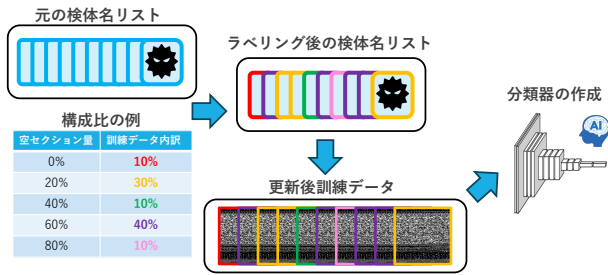 元の検体名リスト
ラベリング後の検体名リスト
構成比の例
空セクション量 訓練データ内訳
0% 10%
20% 30%
40% 10%
60% 40%
80% 10%
更新後訓練データ
分類器の作成
AI